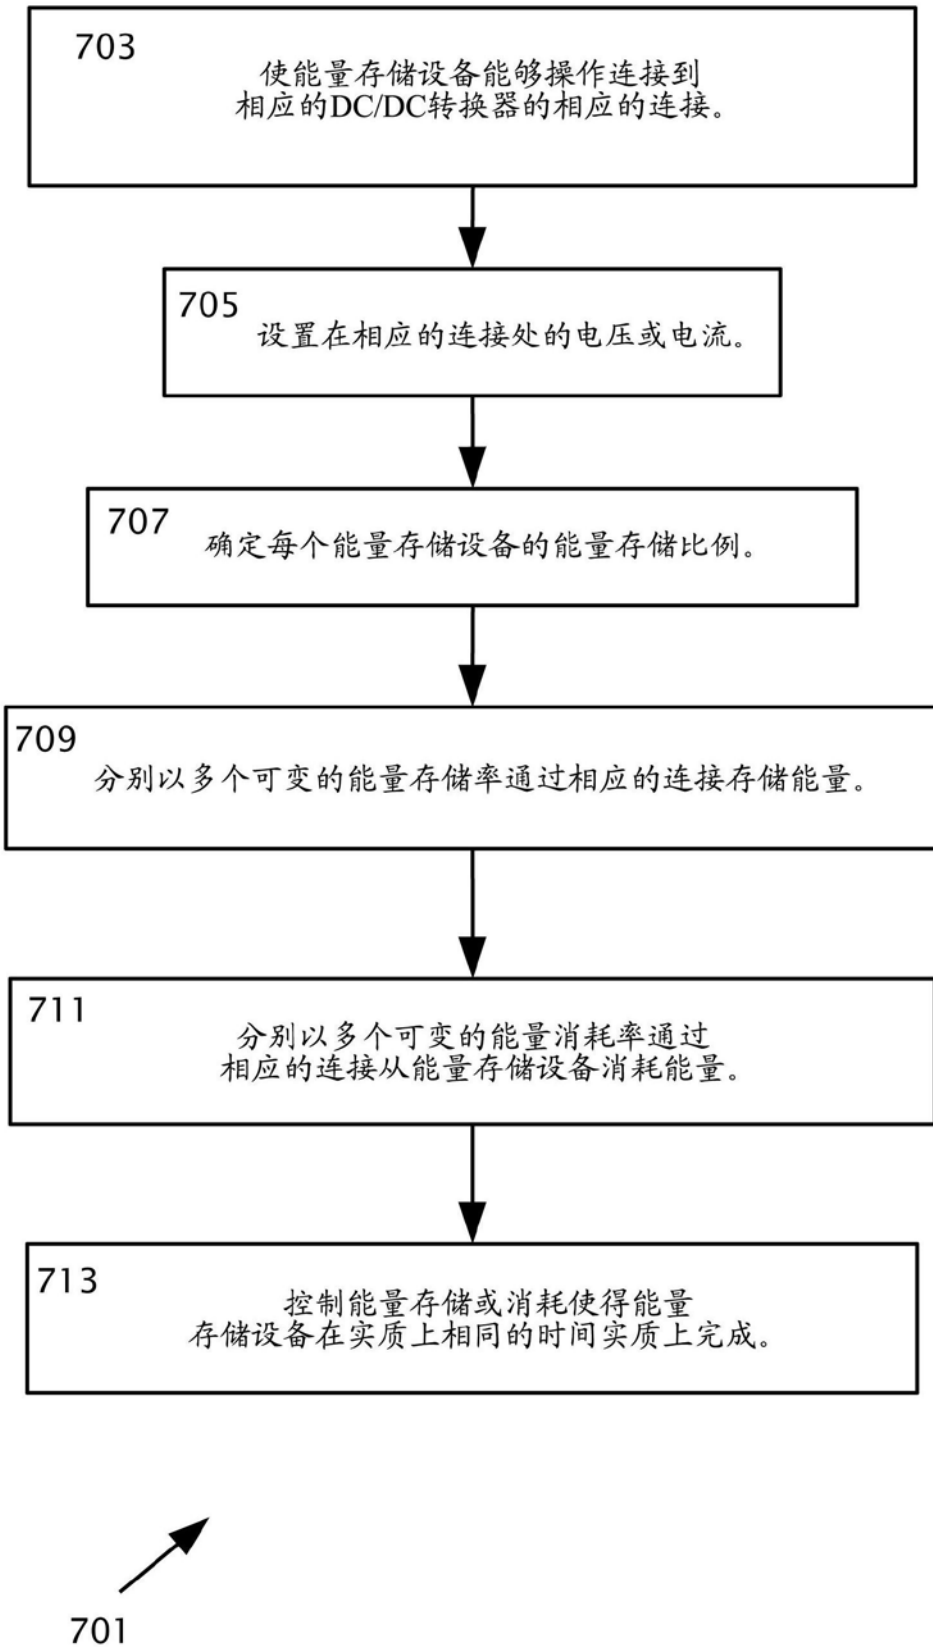 703
使能量存储设备能够操作连接到
相应的DC/DC转换器的相应的连接。
705
设置在相应的连接处的电压或电流。
707
确定每个能量存储设备的能量存储比例。
709
分别以多个可变的能量存储率通过相应的连接存储能量。
711
分别以多个可变的能量消耗率通过
相应的连接从能量存储设备消耗能量。
713
控制能量存储或消耗使得能量
存储设备在实质上相同的时间实质上完成。
701